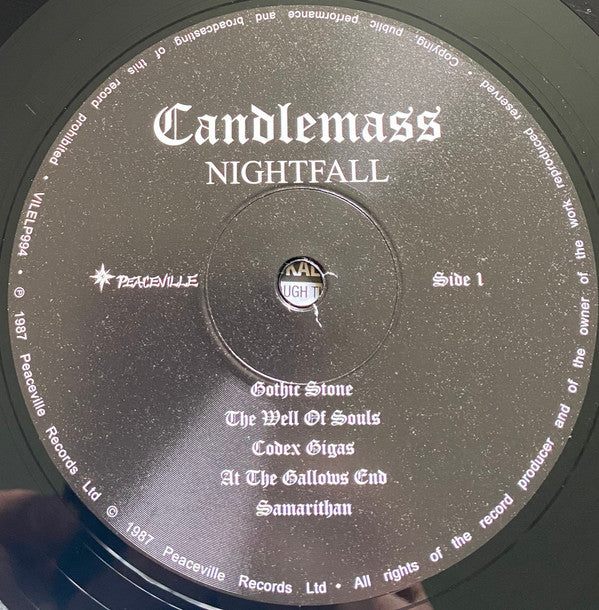 Candlemass
NIGHTFALL
PEACEVILLE
Side 1
Gothic Stone
The Well Of Souls
Codex Gigas
At The Gallows End
Samarithan
℗ 1987 Peaceville Records Ltd © 1987 Peaceville Records Ltd • All rights of the record producer and of the owner of the work reproduced reserved • Copying, public performance and broadcasting of this record prohibited • VILELP994 •
UGH T